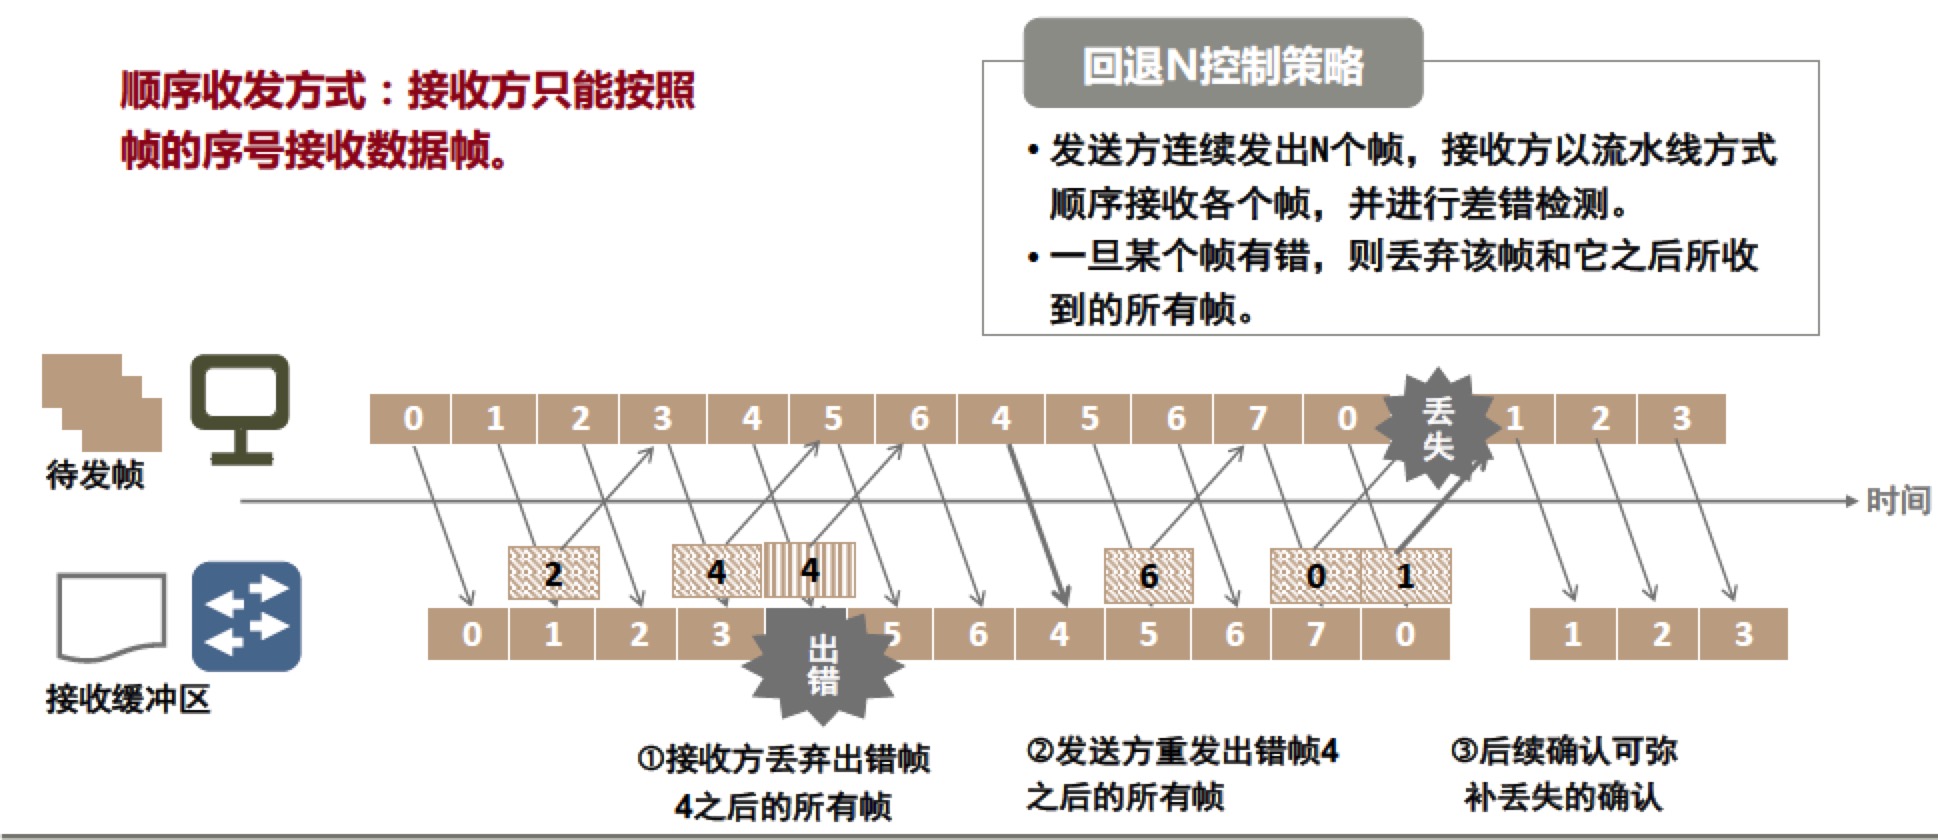 顺序收发方式：接收方只能按照
帧的序号接收数据帧。
回退N控制策略
• 发送方连续发出N个帧，接收方以流水线方式
顺序接收各个帧，并进行差错检测。
• 一旦某个帧有错，则丢弃该帧和它之后所收
到的所有帧。
待发帧
0 1 2 3 4 5 6 4 5 6 7 0 丢失 1 2 3
时间
2 4 4 6 0 1
接收缓冲区
0 1 2 3 出错 5 6 4 5 6 7 0 1 2 3
①接收方丢弃出错帧
4之后的所有帧
②发送方重发出错帧4
之后的所有帧
③后续确认可弥
补丢失的确认